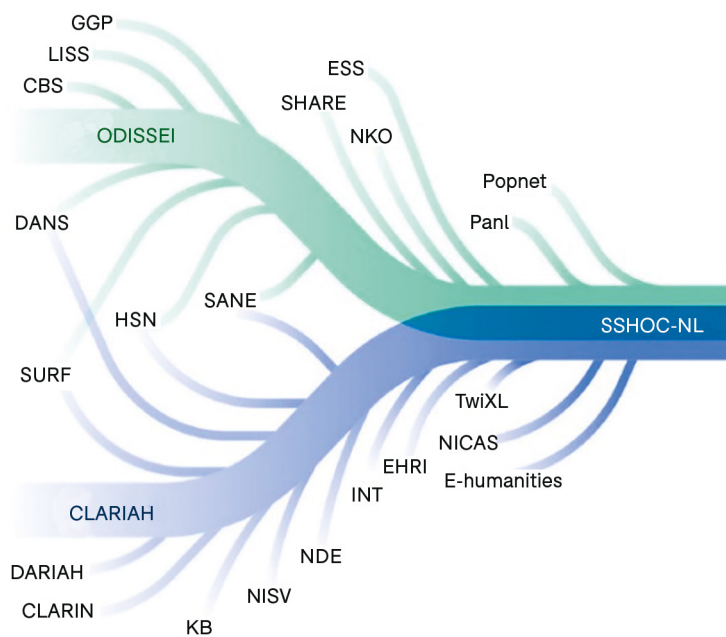 GGP
LISS
CBS
ESS
SHARE
NKO
ODISSEI
Popnet
PanI
DANS
SANE
HSN
SSHOC-NL
SURF
TwiXL
NICAS
EHRI
E-humanities
INT
CLARIAH
NDE
DARIAH
NISV
CLARIN
KB